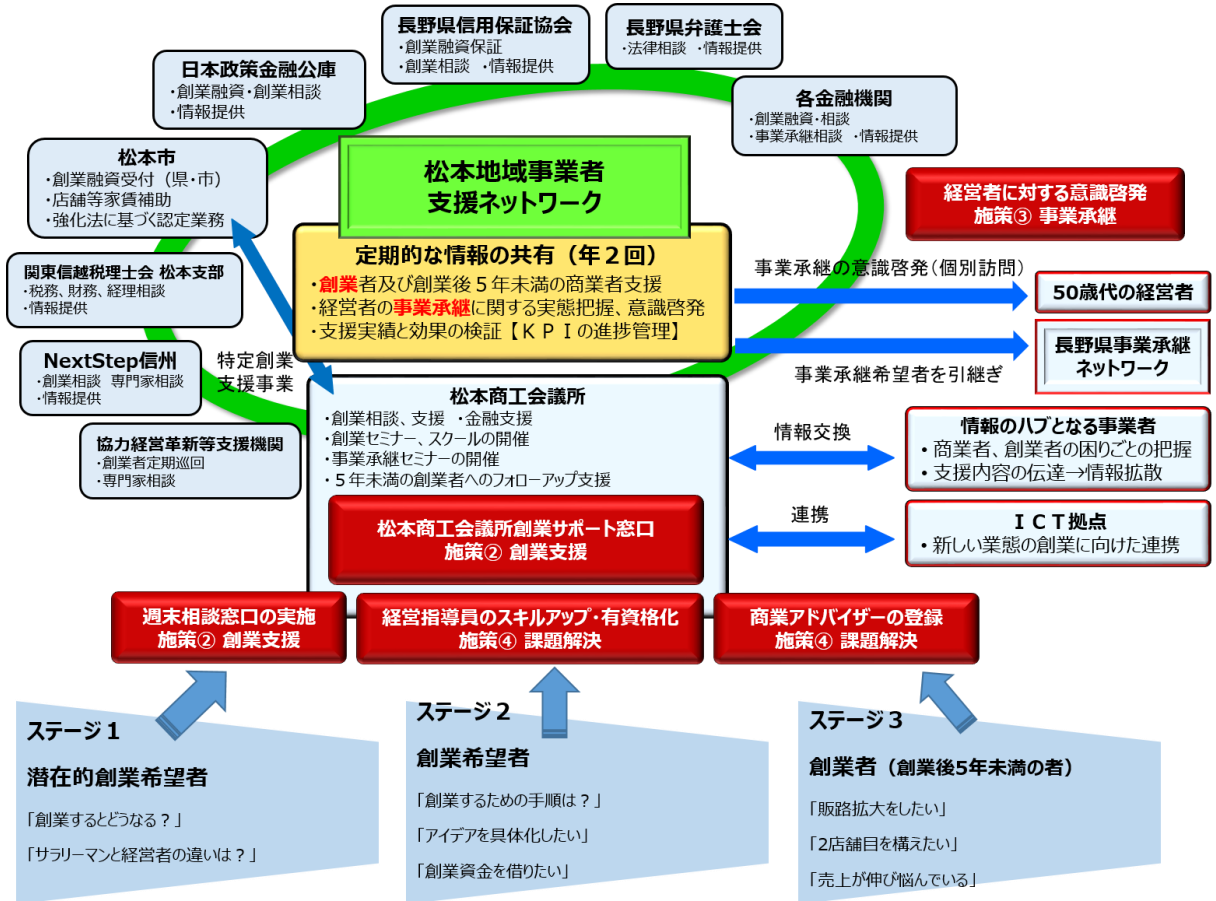 長野県信用保証協会
・創業融資保証
・創業相談　・情報提供
長野県弁護士会
・法律相談　・情報提供
日本政策金融公庫
・創業融資・創業相談
・情報提供
各金融機関
・創業融資・相談
・事業承継相談　・情報提供
松本市
・創業融資受付（県・市）
・店舗等家賃補助
・強化法に基づく認定業務
松本地域事業者
支援ネットワーク
経営者に対する意識啓発
施策③ 事業承継
定期的な情報の共有（年２回）
・創業者及び創業後５年未満の商業者支援
・経営者の事業承継に関する実態把握、意識啓発
・支援実績と効果の検証【ＫＰＩの進捗管理】
関東信越税理士会 松本支部
・税務、財務、経理相談
・情報提供
事業承継の意識啓発（個別訪問）
50歳代の経営者
長野県事業承継
ネットワーク
事業承継希望者を引継ぎ
NextStep信州
・創業相談　専門家相談
・情報提供
特定創業
支援事業
松本商工会議所
・創業相談、支援　・金融支援
・創業セミナー、スクールの開催
・事業承継セミナーの開催
・５年未満の創業者へのフォローアップ支援
協力経営革新等支援機関
・創業者定期巡回
・専門家相談
情報交換
情報のハブとなる事業者
・商業者、創業者の困りごとの把握
・支援内容の伝達→情報拡散
連携
ＩＣＴ拠点
・新しい業態の創業に向けた連携
松本商工会議所創業サポート窓口
施策② 創業支援
週末相談窓口の実施
施策② 創業支援
経営指導員のスキルアップ・有資格化
施策④ 課題解決
商業アドバイザーの登録
施策④ 課題解決
ステージ１
潜在的創業希望者
「創業するとどうなる？」
「サラリーマンと経営者の違いは？」
ステージ２
創業希望者
「創業するための手順は？」
「アイデアを具体化したい」
「創業資金を借りたい」
ステージ３
創業者（創業後5年未満の者）
「販路拡大をしたい」
「2店舗目を構えたい」
「売上が伸び悩んでいる」